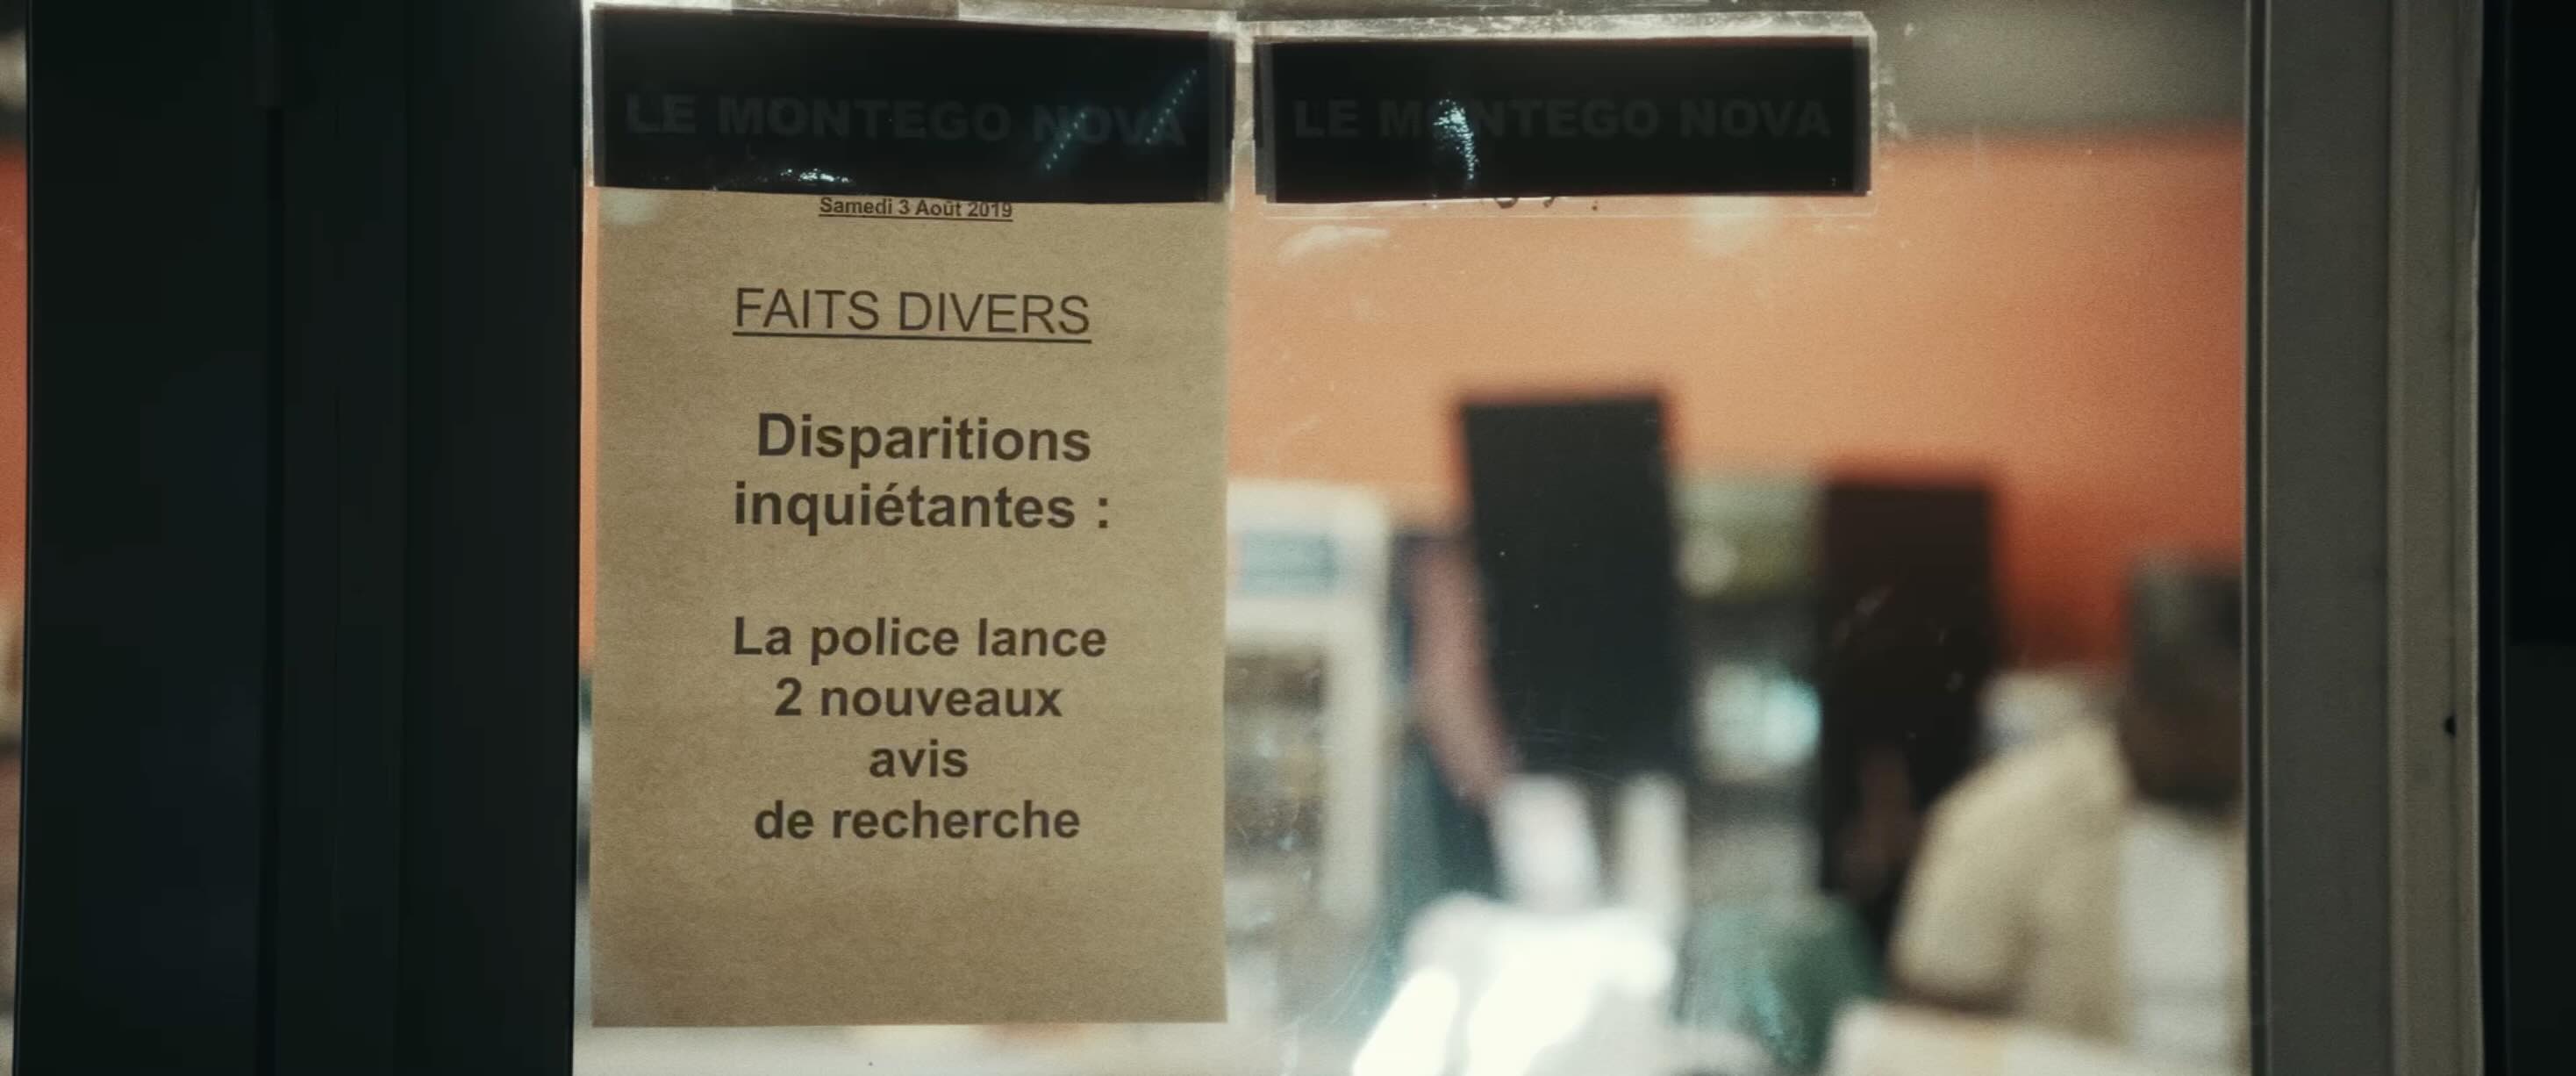 LE MONTEGO NOVA
LE MONTEGO NOVA
Samedi 3 Août 2019
FAITS DIVERS
Disparitions
inquiétantes :
La police lance
2 nouveaux
avis
de recherche